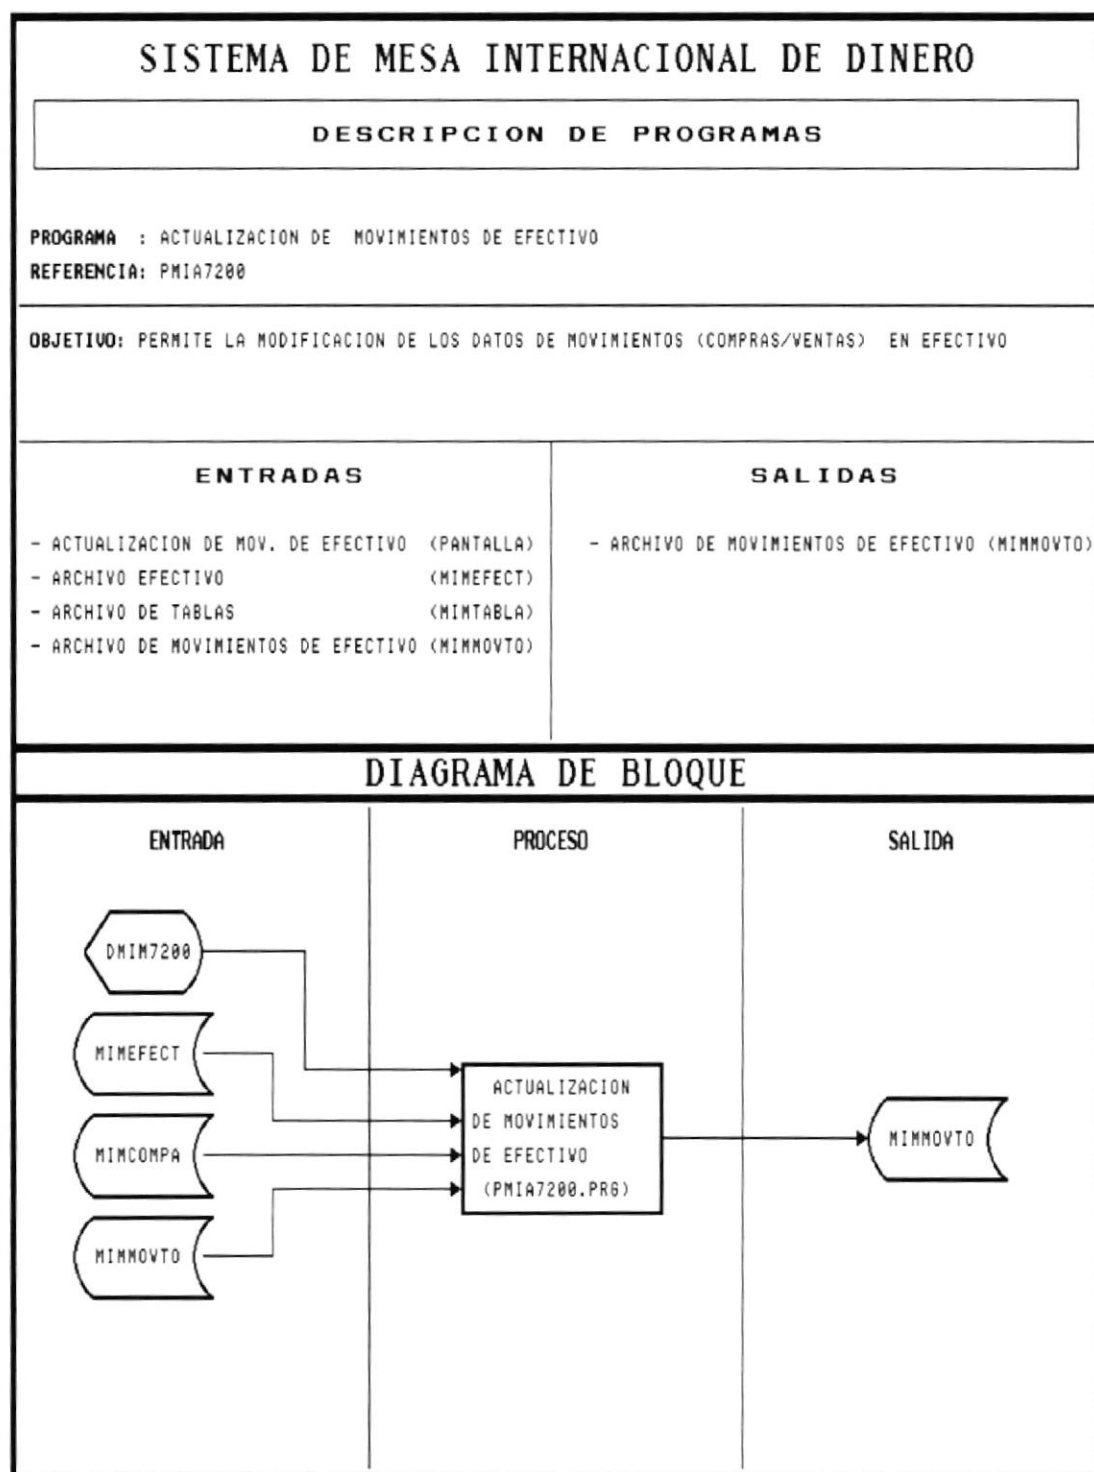 SISTEMA DE MESA INTERNACIONAL DE DINERO
DESCRIPCION DE PROGRAMAS
PROGRAMA : ACTUALIZACION DE MOVIMIENTOS DE EFECTIVO
REFERENCIA: PMIA7200
OBJETIVO: PERMITE LA MODIFICACION DE LOS DATOS DE MOVIMIENTOS (COMPRAS/VENTAS) EN EFECTIVO
ENTRADAS
- ACTUALIZACION DE MOV. DE EFECTIVO (PANTALLA)
- ARCHIVO EFECTIVO (MIMEFECT)
- ARCHIVO DE TABLAS (MIMTABLA)
- ARCHIVO DE MOVIMIENTOS DE EFECTIVO (MIMMOVTO)
SALIDAS
- ARCHIVO DE MOVIMIENTOS DE EFECTIVO (MIMMOVTO)
DIAGRAMA DE BLOQUE
ENTRADA
DMIM7200
MIMEFECT
MIMCOMPA
MIMMOVTO
PROCESO
ACTUALIZACION
DE MOVIMIENTOS
DE EFECTIVO
(PMIA7200.PRG)
SALIDA
MIMMOVTO